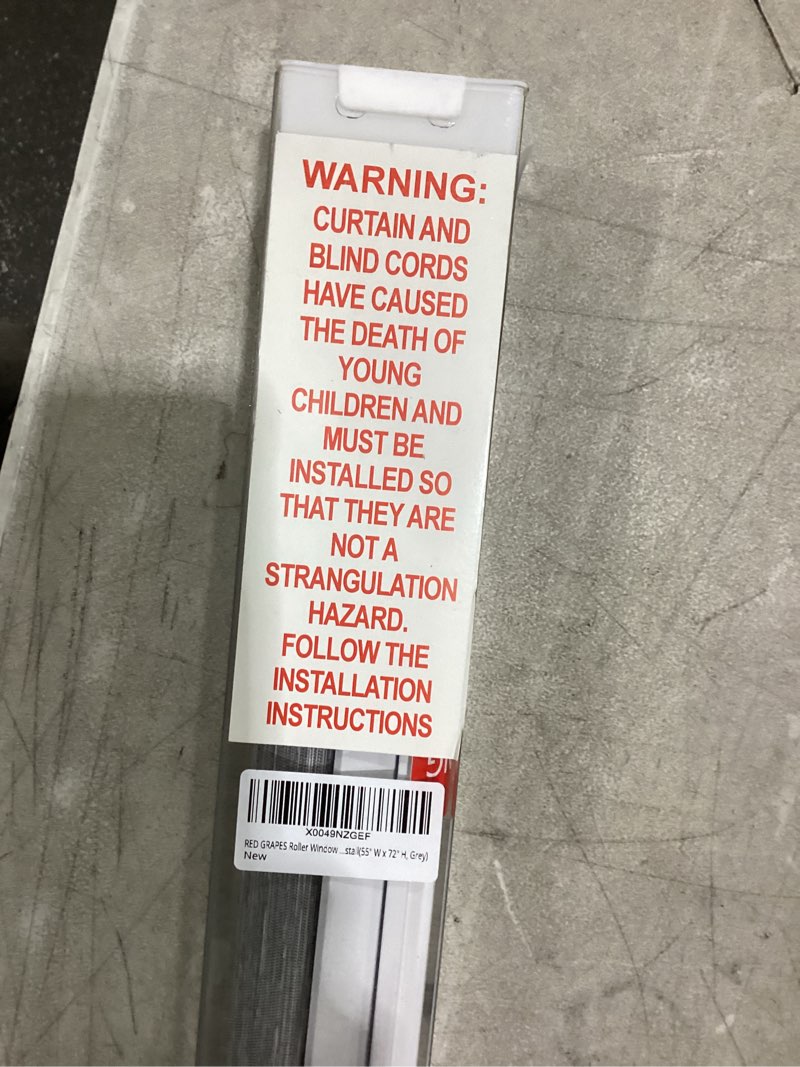 WARNING:
CURTAIN AND
BLIND CORDS
HAVE CAUSED
THE DEATH OF
YOUNG
CHILDREN AND
MUST BE
INSTALLED SO
THAT THEY ARE
NOT A
STRANGULATION
HAZARD.
FOLLOW THE
INSTALLATION
INSTRUCTIONS
X0049NZGEF
RED GRAPES Roller Window ...stall(55" W x 72" H, Grey)
New